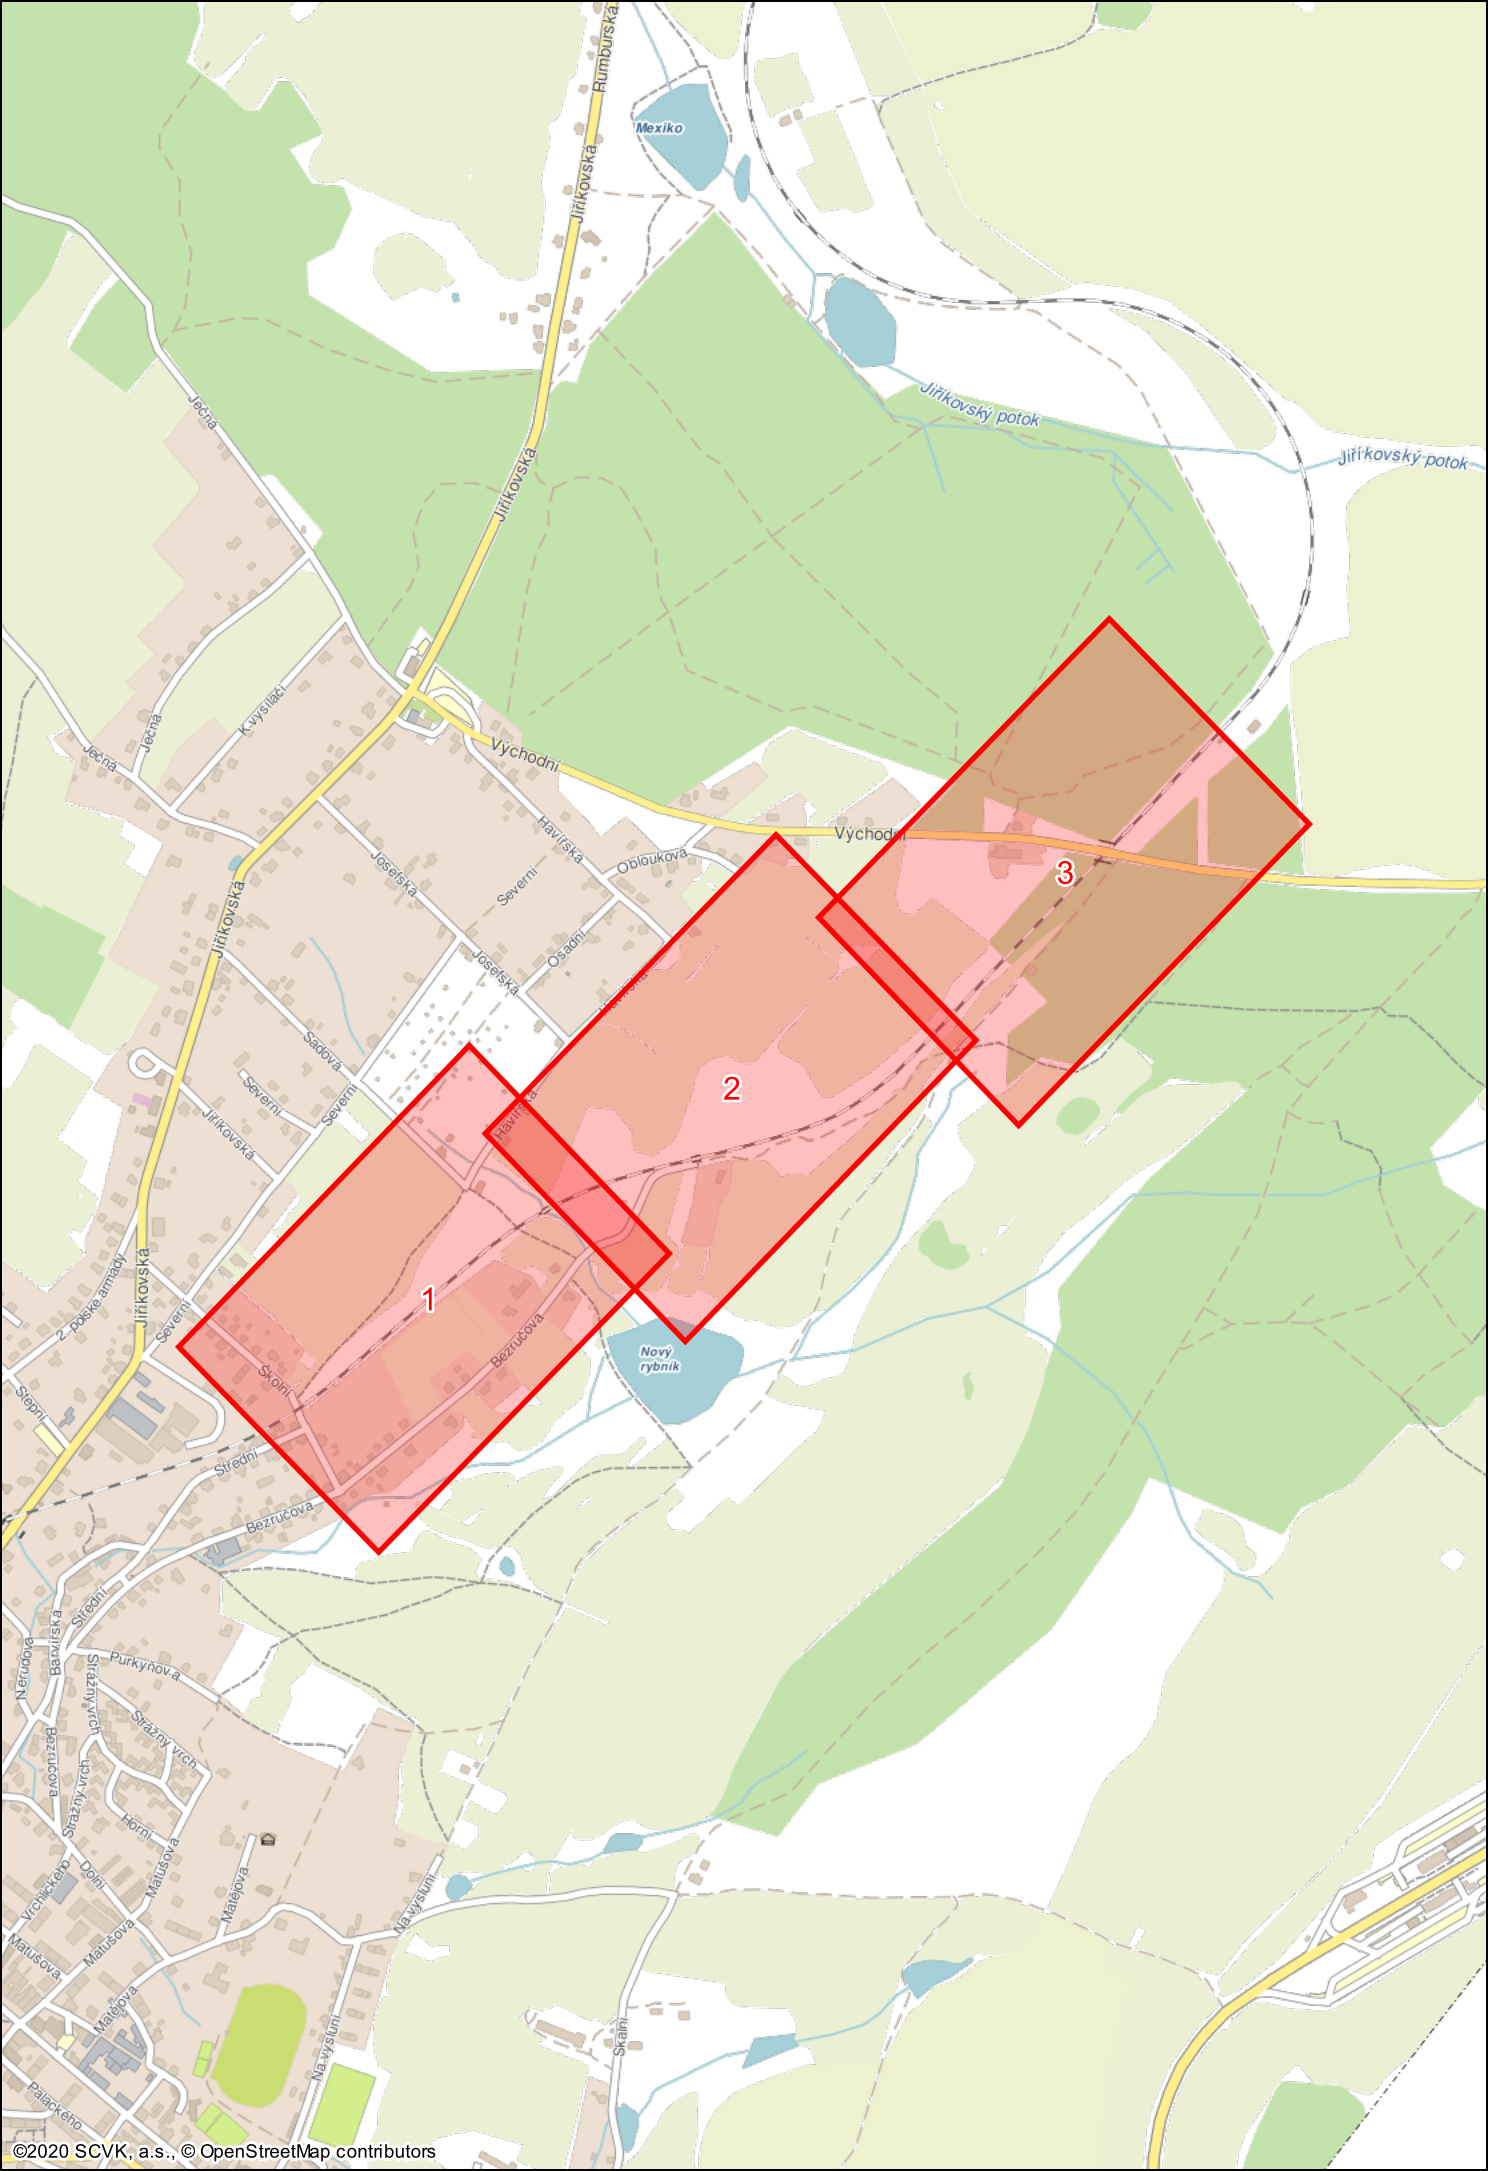 Rumburská
Mexiko
Jiříkovská
Jiříkovský potok
Jiříkovský potok
Ječná
Jiříkovská
K vysílači
Ječná
Ječná
Východní
Východní
Havířská
Oblouková
Josefská
Severní
3
Jiříkovská
Osadní
Josefská
Havířská
Sadová
2
Severní
Severní
Havířská
Jiříkovská
2. polské armády
Jiříkovská
Severní
1
Bezručova
Nový
rybník
Školní
Stepní
Střední
Bezručova
Střední
Barvířská
Nerudova
Purkyňova
Strážný vrch
Strážný vrch
Bezručova
Strážný vrch
Horní
Matušova
Dolní
Vrchlického
Matějova
Na výsluní
Matušova
Matušova
Matějova
Na výsluní
Skalní
Palackého
©2020 SCVK, a.s., © OpenStreetMap contributors